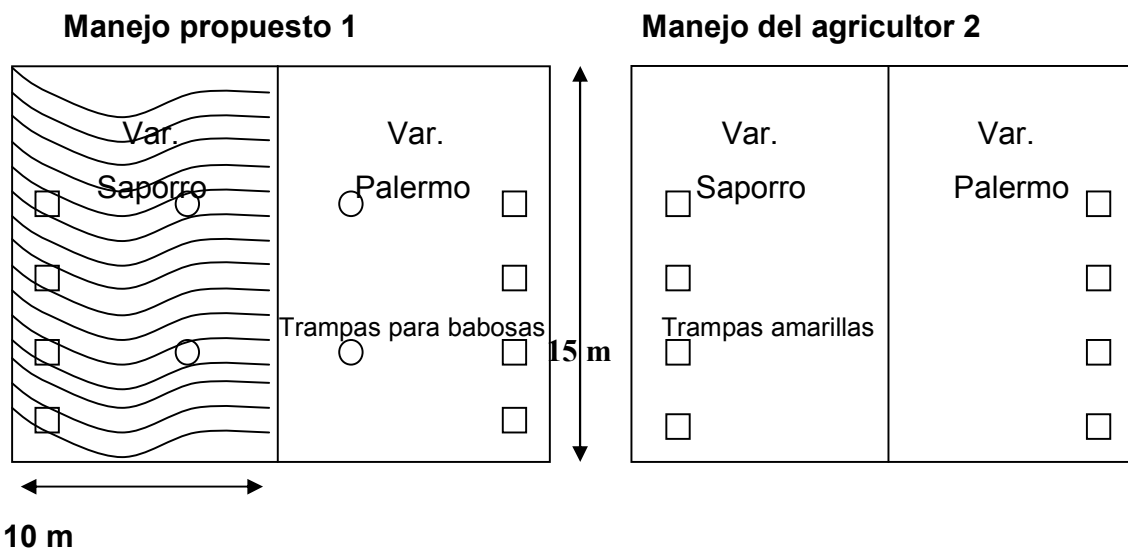 Manejo propuesto 1
Manejo del agricultor 2
Var.
Saporro
Var.
Palermo
Trampas para babosas
15 m
Var.
Saporro
Var.
Palermo
Trampas amarillas
10 m